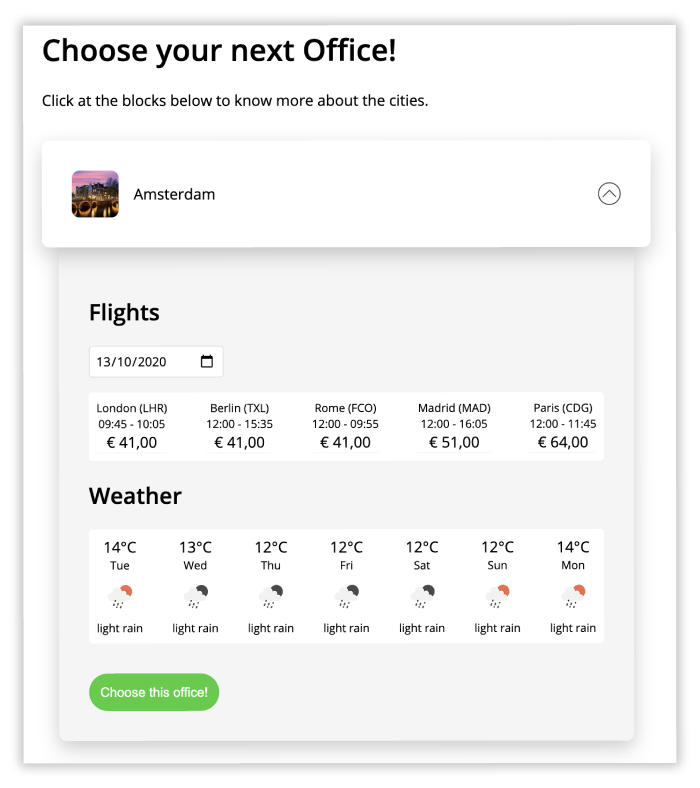 Choose your next Office!
Click at the blocks below to know more about the cities.
Amsterdam
Flights
13/10/2020
London (LHR) Berlin (TXL) Rome (FCO) Madrid (MAD) Paris (CDG)
09:45 - 10:05 12:00 - 15:35 12:00 - 09:55 12:00 - 16:05 12:00 - 11:45
€ 41,00 € 41,00 € 41,00 € 51,00 € 64,00
Weather
14°C 13°C 12°C 12°C 12°C 12°C 14°C
Tue Wed Thu Fri Sat Sun Mon
light rain light rain light rain light rain light rain light rain light rain
Choose this office!